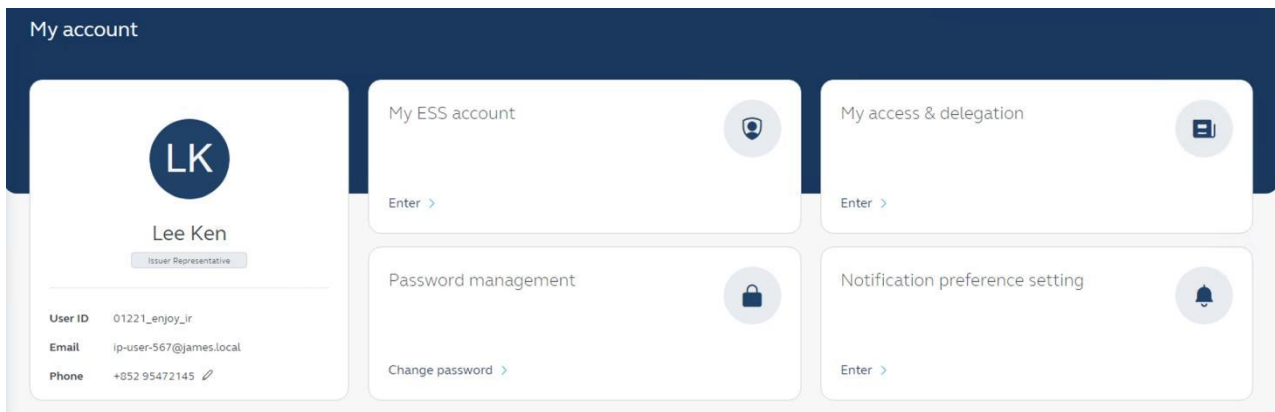 My account
LK
Lee Ken
Issuer Representative
User ID 01221_enjoy_ir
Email ip-user-567@james.local
Phone +852 95472145
My ESS account
Enter >
My access & delegation
Enter >
Password management
Change password >
Notification preference setting
Enter >